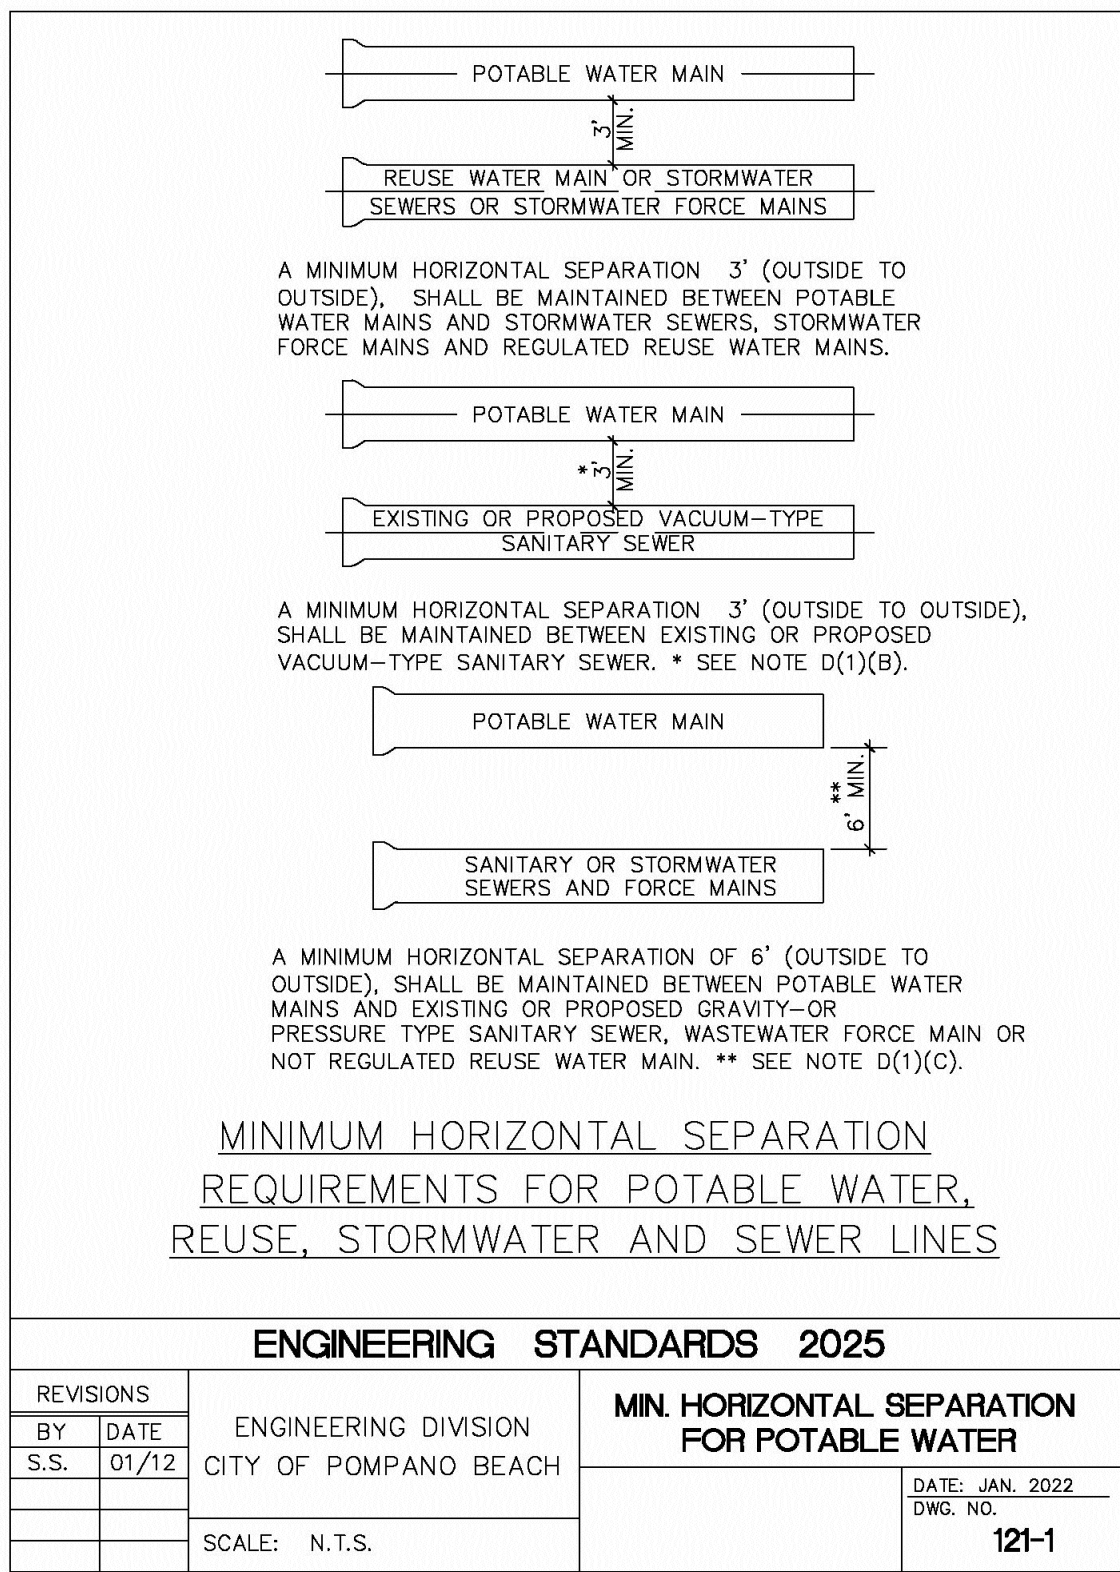 POTABLE WATER MAIN
3' MIN.
REUSE WATER MAIN OR STORMWATER
SEWERS OR STORMWATER FORCE MAINS
A MINIMUM HORIZONTAL SEPARATION 3' (OUTSIDE TO
OUTSIDE), SHALL BE MAINTAINED BETWEEN POTABLE
WATER MAINS AND STORMWATER SEWERS, STORMWATER
FORCE MAINS AND REGULATED REUSE WATER MAINS.
POTABLE WATER MAIN
* 3' MIN.
EXISTING OR PROPOSED VACUUM-TYPE
SANITARY SEWER
A MINIMUM HORIZONTAL SEPARATION 3' (OUTSIDE TO OUTSIDE),
SHALL BE MAINTAINED BETWEEN EXISTING OR PROPOSED
VACUUM-TYPE SANITARY SEWER. * SEE NOTE D(1)(B).
POTABLE WATER MAIN
**
6' MIN.
SANITARY OR STORMWATER
SEWERS AND FORCE MAINS
A MINIMUM HORIZONTAL SEPARATION OF 6' (OUTSIDE TO
OUTSIDE), SHALL BE MAINTAINED BETWEEN POTABLE WATER
MAINS AND EXISTING OR PROPOSED GRAVITY-OR
PRESSURE TYPE SANITARY SEWER, WASTEWATER FORCE MAIN OR
NOT REGULATED REUSE WATER MAIN. ** SEE NOTE D(1)(C).
MINIMUM HORIZONTAL SEPARATION
REQUIREMENTS FOR POTABLE WATER,
REUSE, STORMWATER AND SEWER LINES
ENGINEERING STANDARDS 2025
REVISIONS
BY DATE
S.S. 01/12
ENGINEERING DIVISION
CITY OF POMPANO BEACH
SCALE: N.T.S.
MIN. HORIZONTAL SEPARATION
FOR POTABLE WATER
DATE: JAN. 2022
DWG. NO.
121-1